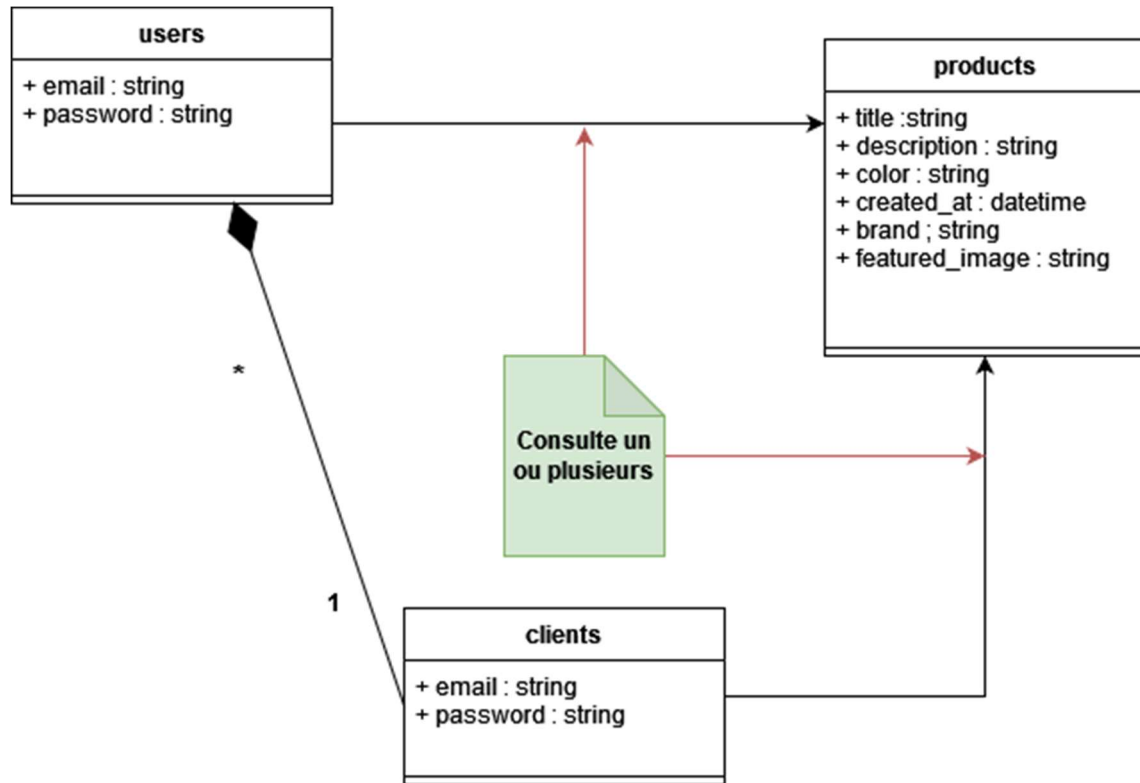 users
+ email : string
+ password : string
products
+ title :string
+ description : string
+ color : string
+ created_at : datetime
+ brand ; string
+ featured_image : string
*
Consulte un
ou plusieurs
1
clients
+ email : string
+ password : string